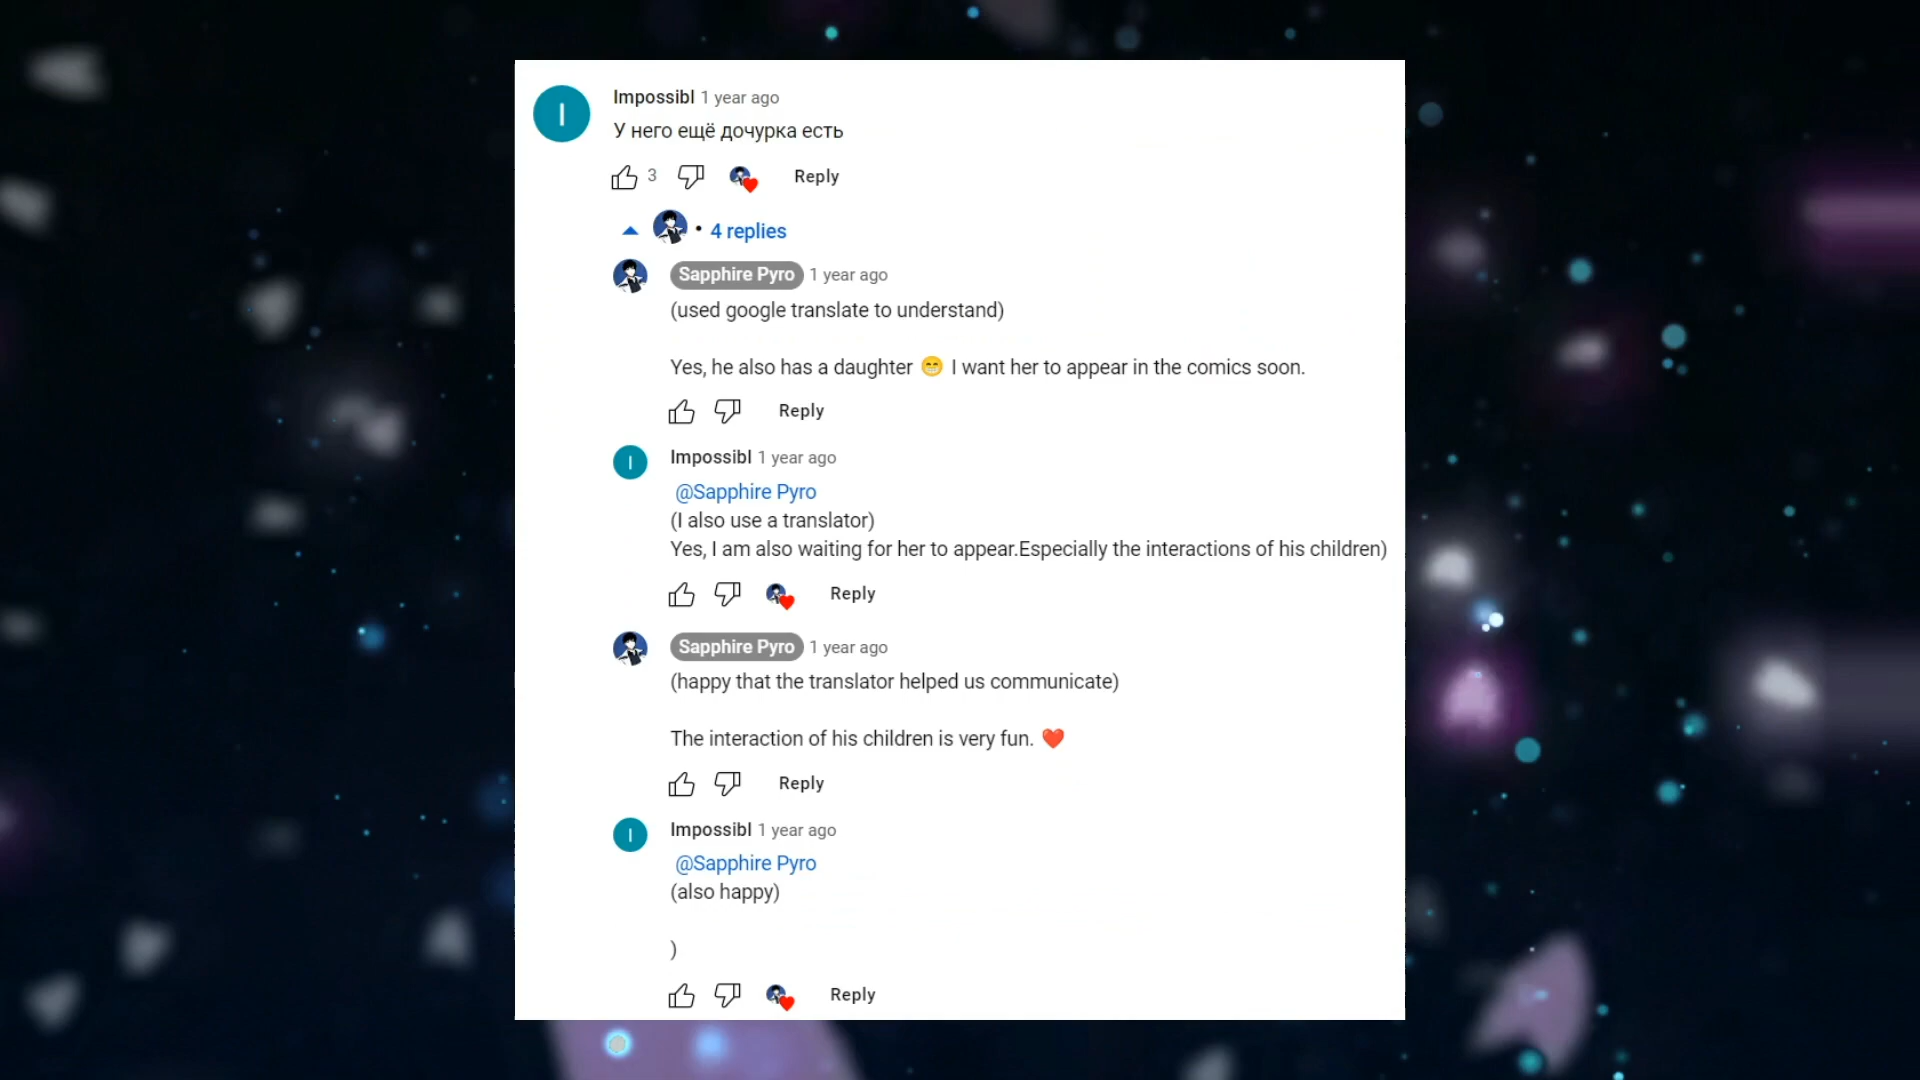 I
Impossibl 1 year ago
У него ещё дочурка есть
3 Reply
• 4 replies
Sapphire Pyro 1 year ago
(used google translate to understand)
Yes, he also has a daughter 😁 I want her to appear in the comics soon.
Reply
I
Impossibl 1 year ago
@Sapphire Pyro
(I also use a translator)
Yes, I am also waiting for her to appear.Especially the interactions of his children)
Reply
Sapphire Pyro 1 year ago
(happy that the translator helped us communicate)
The interaction of his children is very fun. ❤️
Reply
I
Impossibl 1 year ago
@Sapphire Pyro
(also happy)
)
Reply